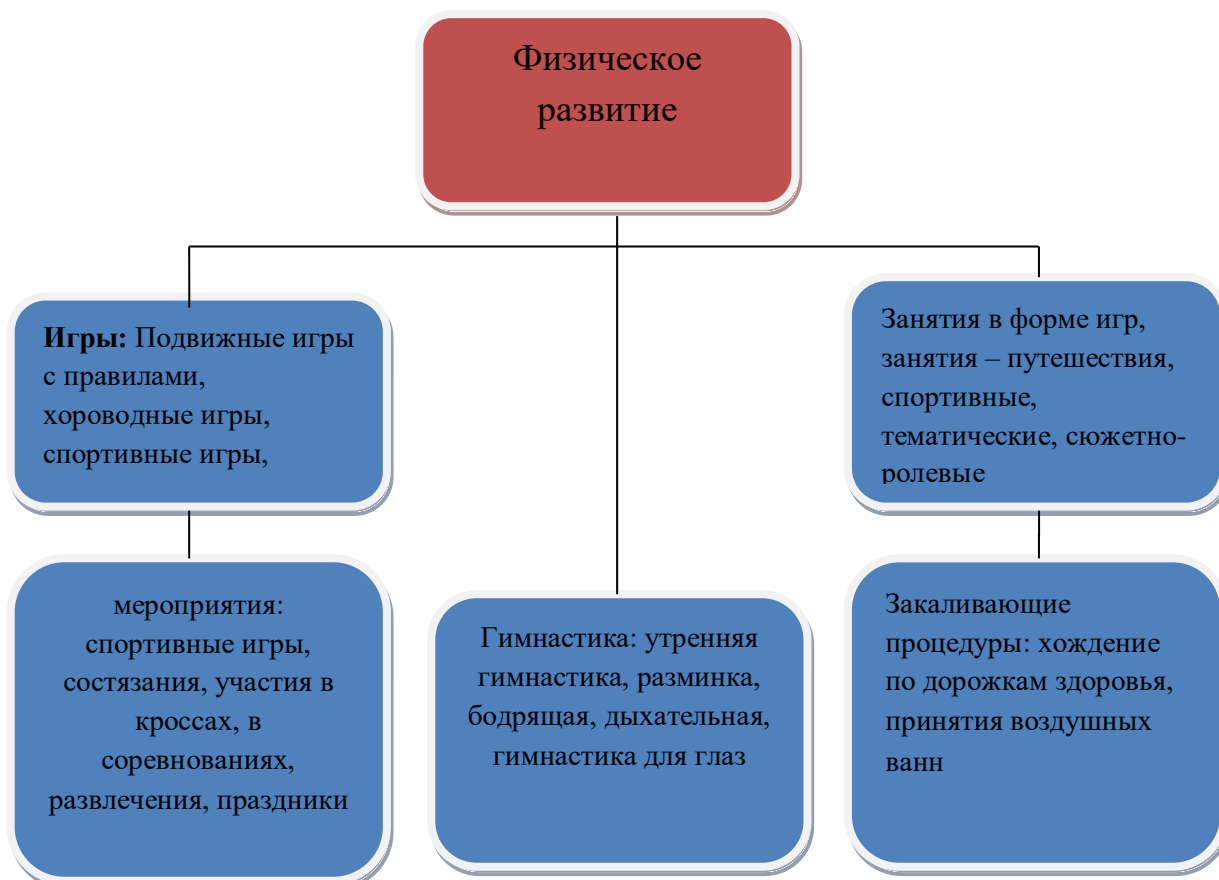 Физическое
развитие
Игры: Подвижные игры
с правилами,
хороводные игры,
спортивные игры,
Занятия в форме игр,
занятия – путешествия,
спортивные,
тематические, сюжетно-
ролевые
мероприятия:
спортивные игры,
состязания, участия в
кроссах, в
соревнованиях,
развлечения, праздники
Гимнастика: утренняя
гимнастика, разминка,
бодрящая, дыхательная,
гимнастика для глаз
Закаливающие
процедуры: хождение
по дорожкам здоровья,
принятия воздушных
ванн